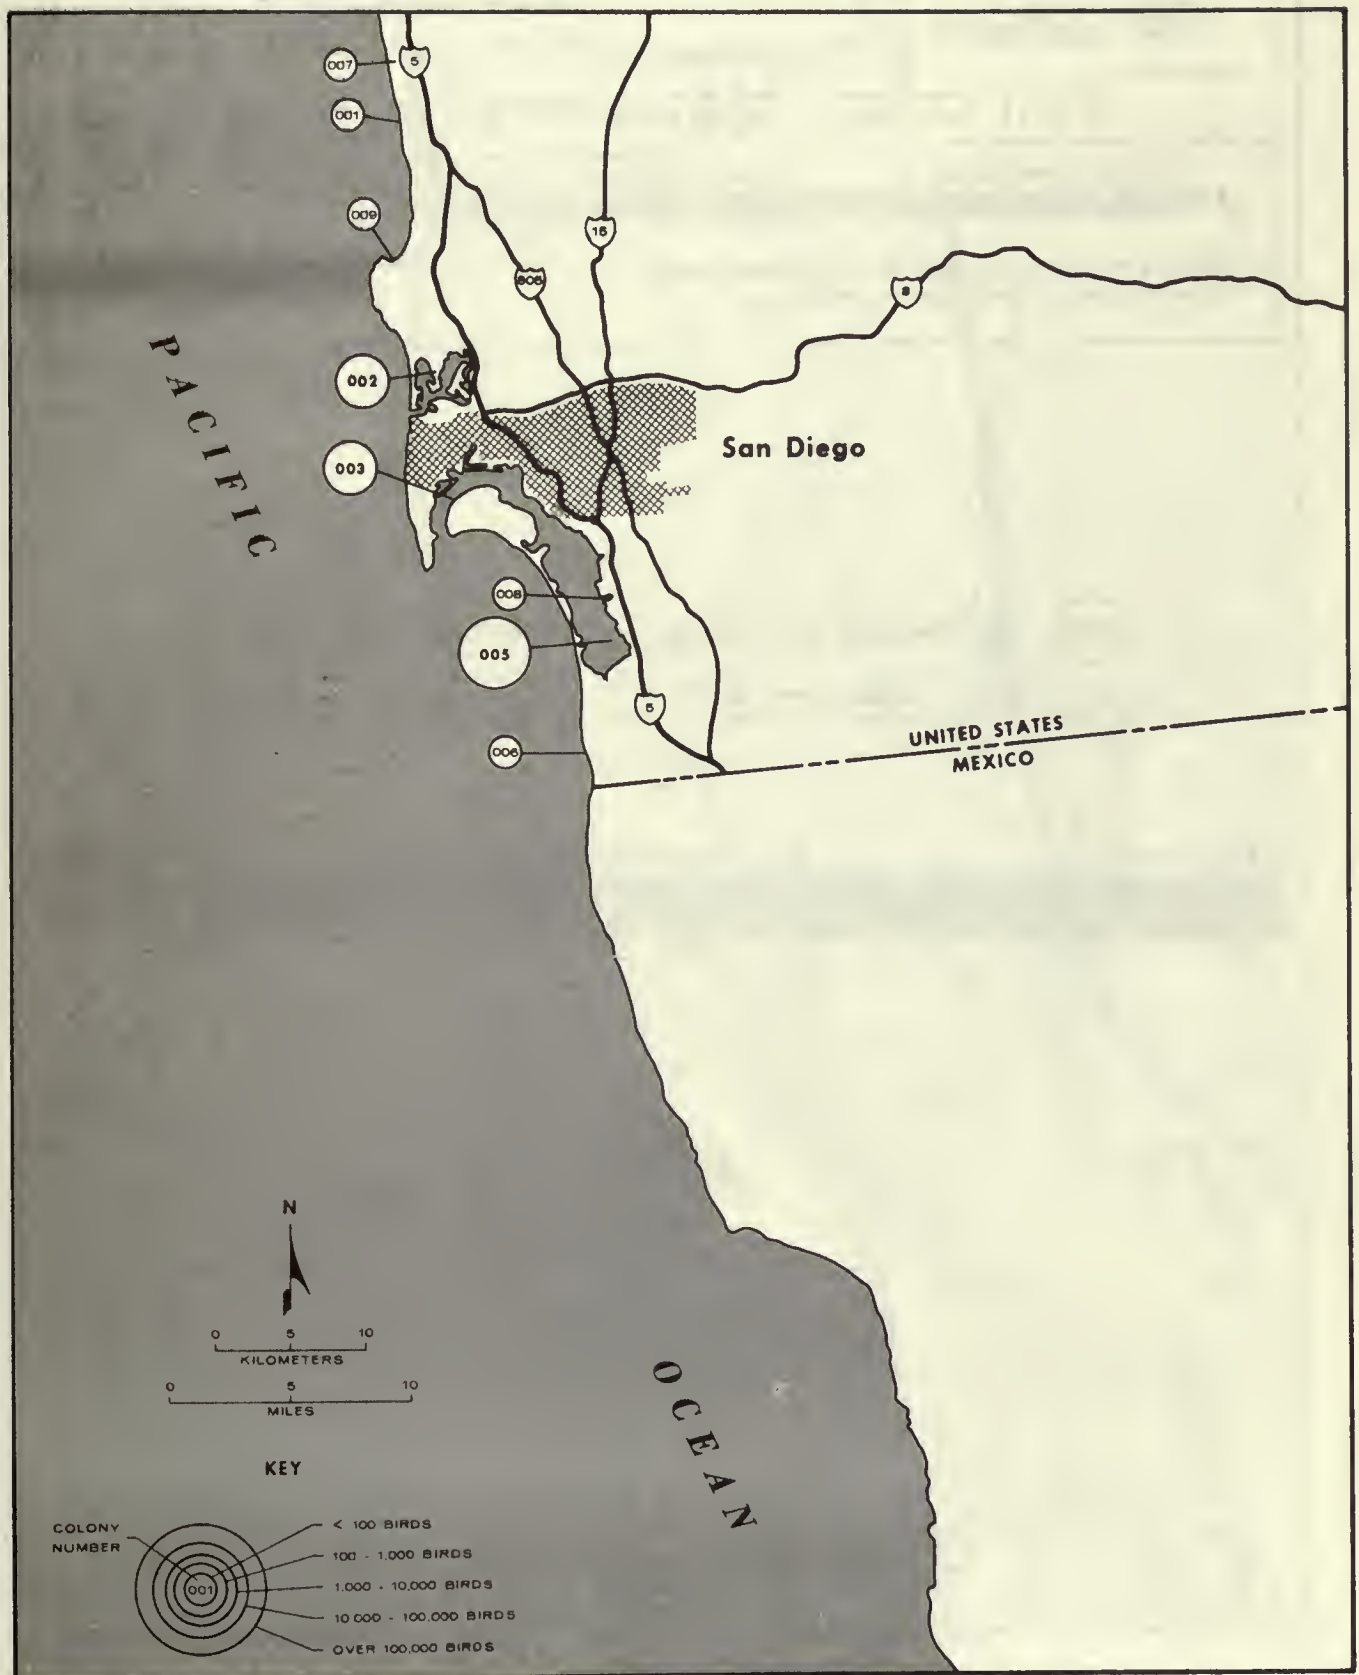 007
5
001
009
15
805
8
PACIFIC
002
San Diego
003
008
005
5
UNITED STATES
MEXICO
006
N
0 5 10
KILOMETERS
0 5 10
MILES
OCEAN
KEY
COLONY
NUMBER
001
< 100 BIRDS
100 - 1,000 BIRDS
1,000 - 10,000 BIRDS
10 000 - 100,000 BIRDS
OVER 100,000 BIRDS